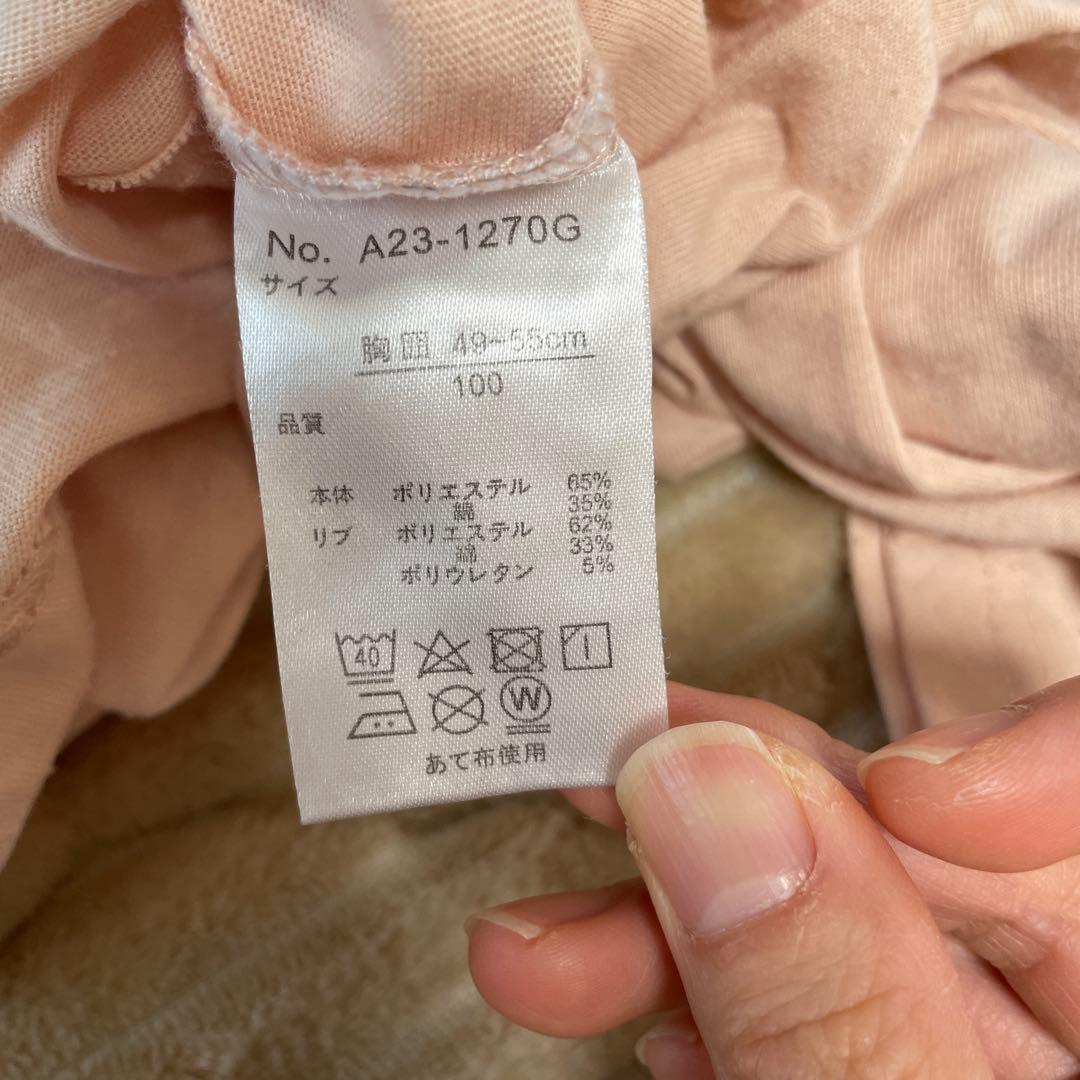 No. A23-1270G
サイズ
胸囲 49~55cm
100
品質
本体 ポリエステル 65%
綿 35%
リブ ポリエステル 62%
綿 33%
ポリウレタン 5%
40
W
あて布使用